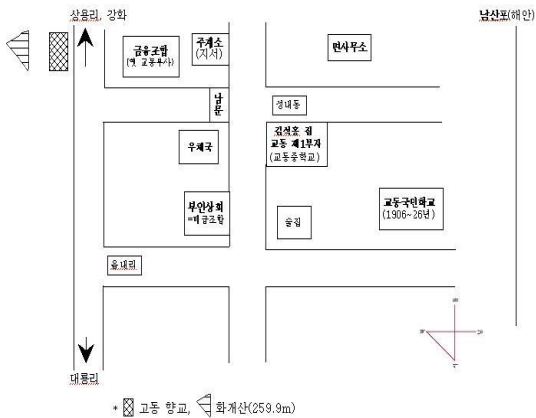 상용리, 강화
남산포(해안)
금융조합
(옛 교동부사)
주재소
(지서)
면사무소
남문
성내동
우체국
김석홍 집
교동 제1부자
(교동중학교)
부인상회
=미곡조합
술집
교동국민학교
(1906~26년)
읍내리
대룡리
* 교동 향교, 화개산(259.9m)